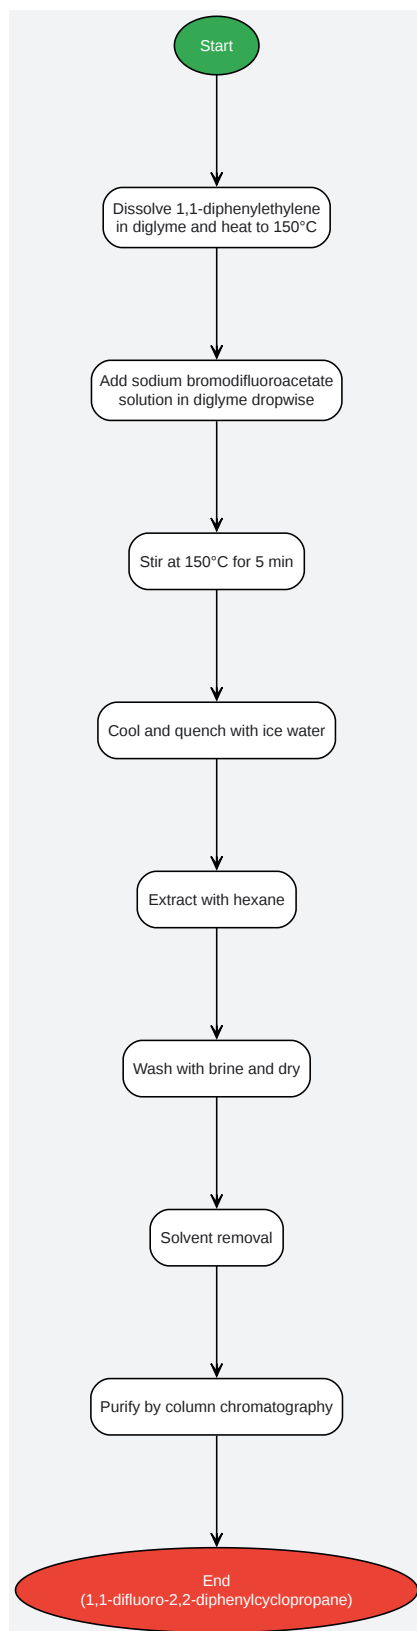 Start
Dissolve 1,1-diphenylethylene
in diglyme and heat to 150°C
Add sodium bromodifluoroacetate
solution in diglyme dropwise
Stir at 150°C for 5 min
Cool and quench with ice water
Extract with hexane
Wash with brine and dry
Solvent removal
Purify by column chromatography
End
(1,1-difluoro-2,2-diphenylcyclopropane)